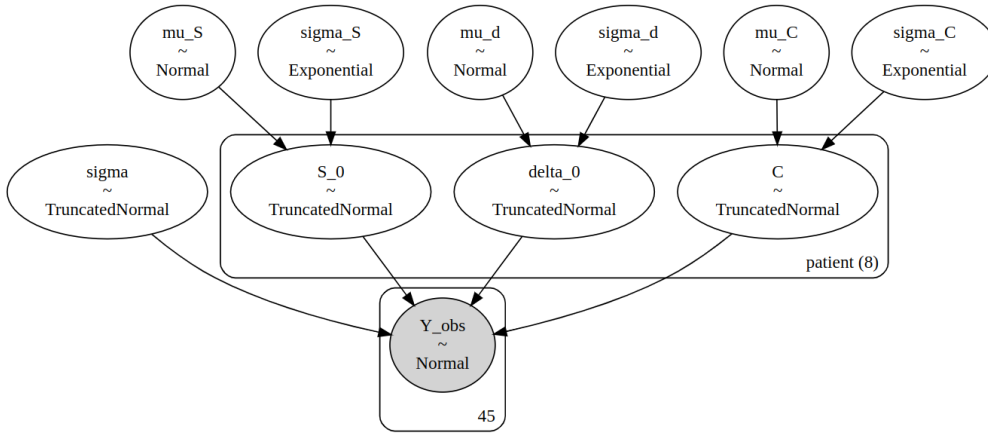 mu_S
~
Normal
sigma_S
~
Exponential
mu_d
~
Normal
sigma_d
~
Exponential
mu_C
~
Normal
sigma_C
~
Exponential
sigma
~
TruncatedNormal
S_0
~
TruncatedNormal
delta_0
~
TruncatedNormal
C
~
TruncatedNormal
patient (8)
Y_obs
~
Normal
45